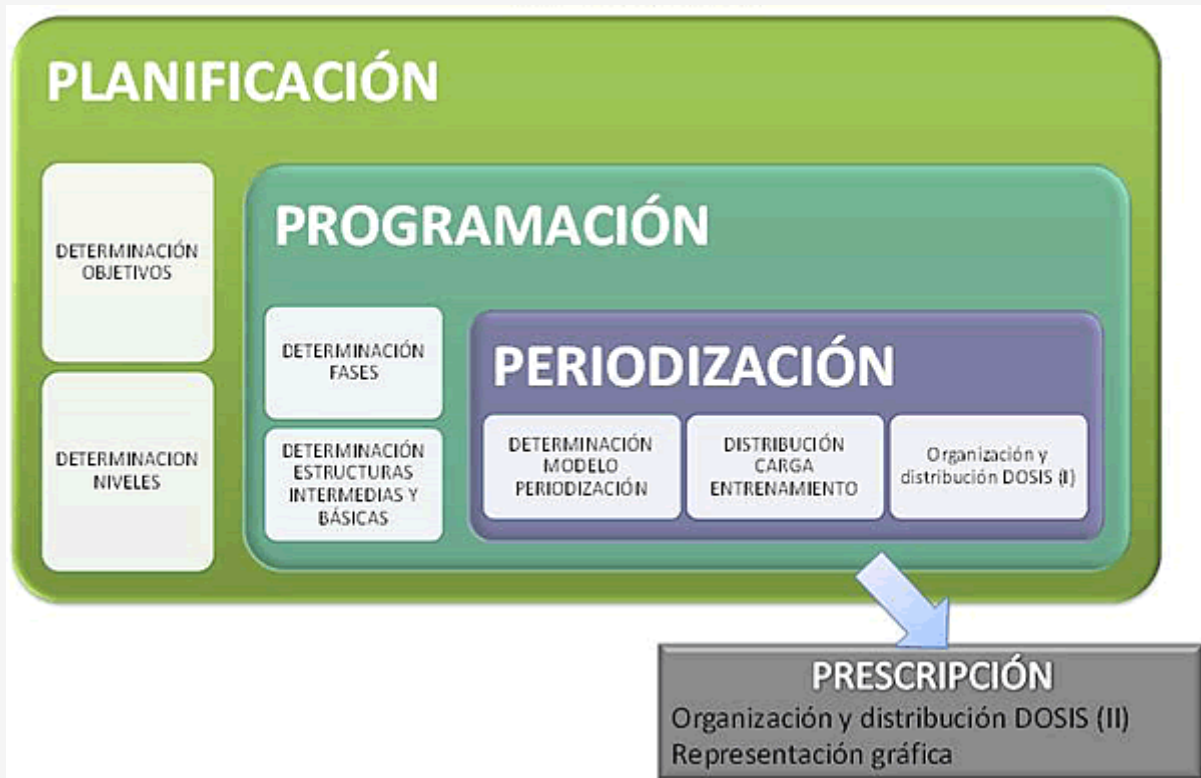 PLANIFICACIÓN
DETERMINACIÓN
OBJETIVOS
DETERMINACION
NIVELES
PROGRAMACIÓN
DETERMINACIÓN
FASES
DETERMINACIÓN
ESTRUCTURAS
INTERMEDIAS Y
BÁSICAS
PERIODIZACIÓN
DETERMINACIÓN
MODELO
PERIODIZACIÓN
DISTRIBUCIÓN
CARGA
ENTRENAMIENTO
Organización y
distribución DOSIS (I)
PRESCRIPCIÓN
Organización y distribución DOSIS (II)
Representación gráfica